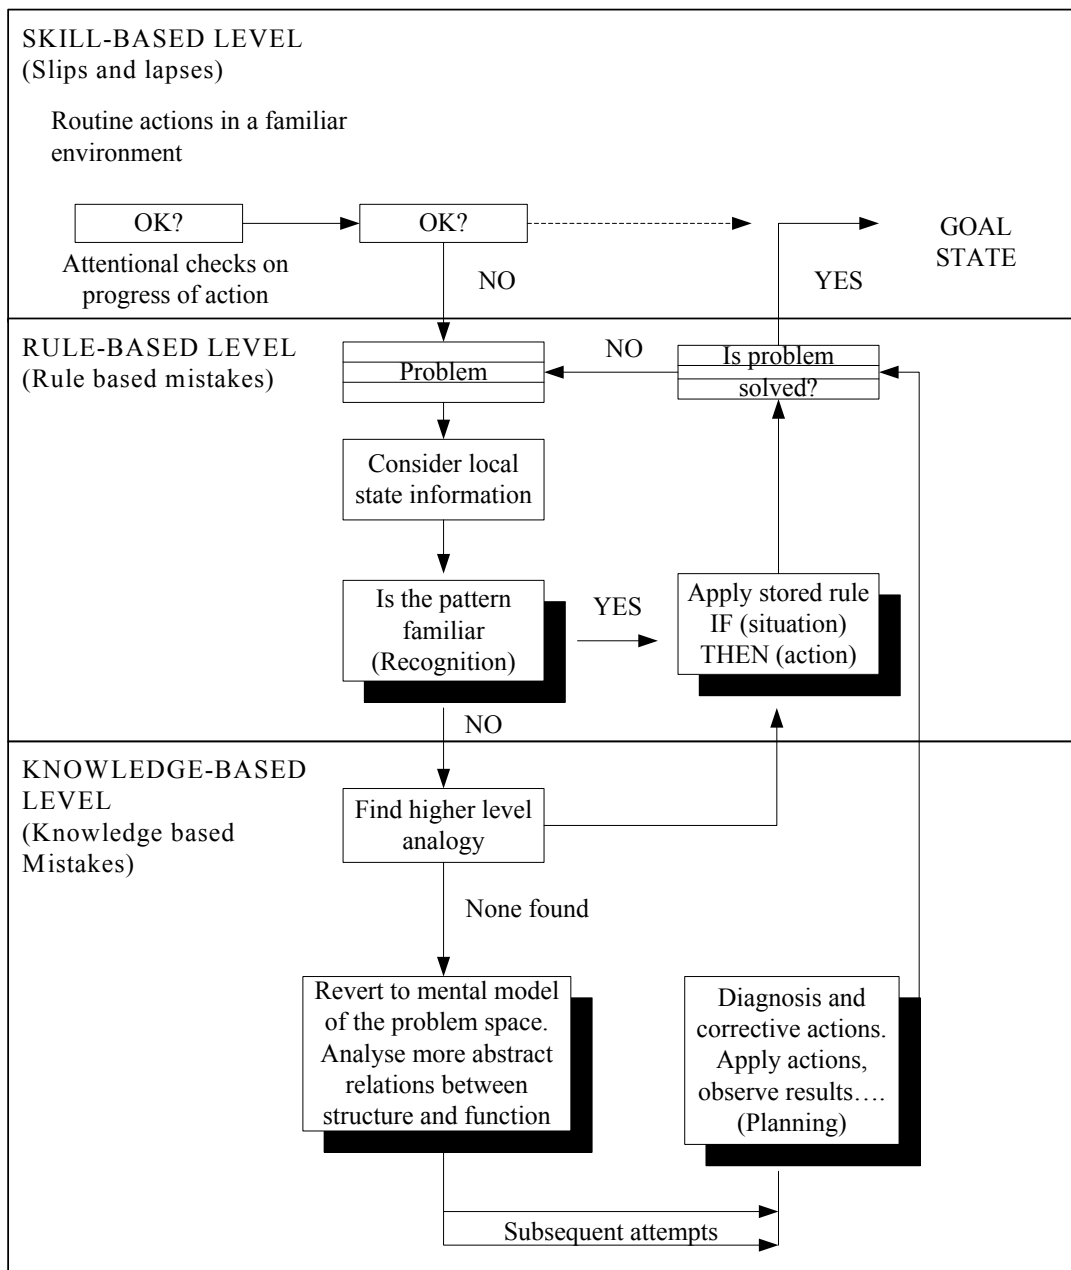 SKILL-BASED LEVEL
(Slips and lapses)
Routine actions in a familiar
environment
OK?
OK?
GOAL
STATE
Attentional checks on
progress of action
NO
YES
RULE-BASED LEVEL
(Rule based mistakes)
Problem
NO
Is problem
solved?
Consider local
state information
Is the pattern
familiar
(Recognition)
YES
Apply stored rule
IF (situation)
THEN (action)
NO
KNOWLEDGE-BASED
LEVEL
(Knowledge based
Mistakes)
Find higher level
analogy
None found
Revert to mental model
of the problem space.
Analyse more abstract
relations between
structure and function
Diagnosis and
corrective actions.
Apply actions,
observe results….
(Planning)
Subsequent attempts